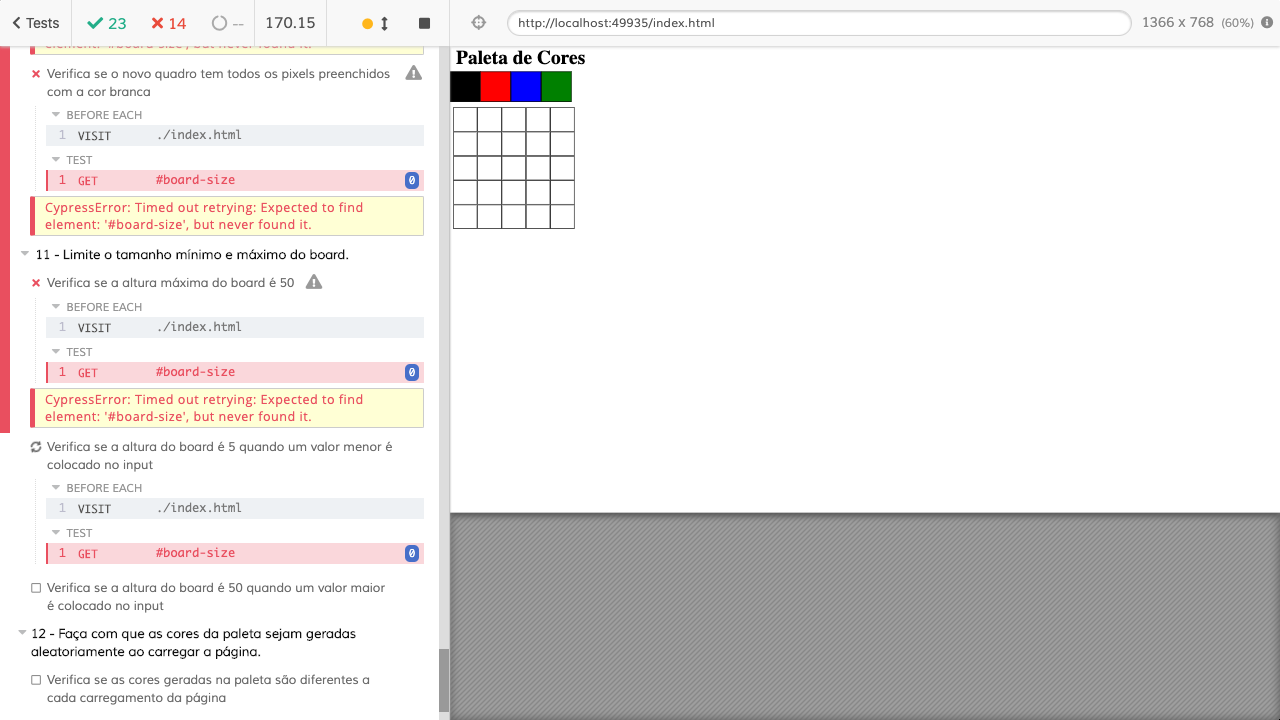 Tests
23
14
--
170.15
http://localhost:49935/index.html
1366 x 768 (60%)
element: '#board-size', but never found it.
Verifica se o novo quadro tem todos os pixels preenchidos
com a cor branca
BEFORE EACH
1 VISIT ./index.html
TEST
1 GET #board-size 0
CypressError: Timed out retrying: Expected to find
element: '#board-size', but never found it.
11 - Limite o tamanho mínimo e máximo do board.
Verifica se a altura máxima do board é 50
BEFORE EACH
1 VISIT ./index.html
TEST
1 GET #board-size 0
CypressError: Timed out retrying: Expected to find
element: '#board-size', but never found it.
Verifica se a altura do board é 5 quando um valor menor é
colocado no input
BEFORE EACH
1 VISIT ./index.html
TEST
1 GET #board-size 0
Verifica se a altura do board é 50 quando um valor maior
é colocado no input
12 - Faça com que as cores da paleta sejam geradas
aleatoriamente ao carregar a página.
Verifica se as cores geradas na paleta são diferentes a
cada carregamento da página
Paleta de Cores